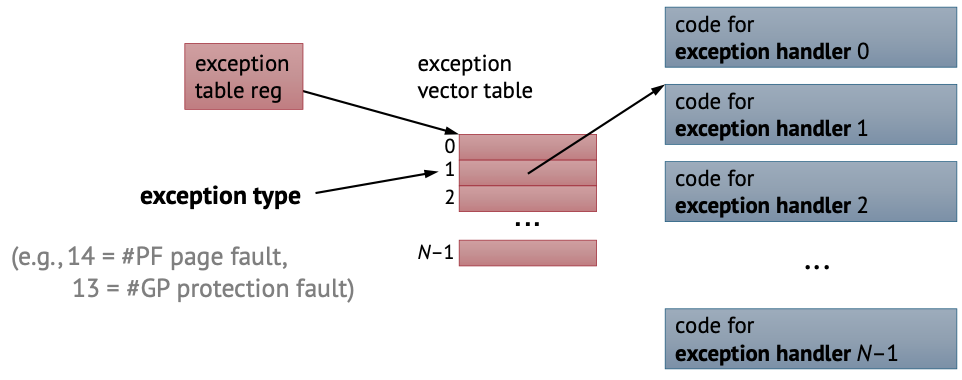 exception
table reg
exception
vector table
0
1
2
...
N–1
exception type
(e.g., 14 = #PF page fault,
13 = #GP protection fault)
code for
exception handler 0
code for
exception handler 1
code for
exception handler 2
...
code for
exception handler N–1